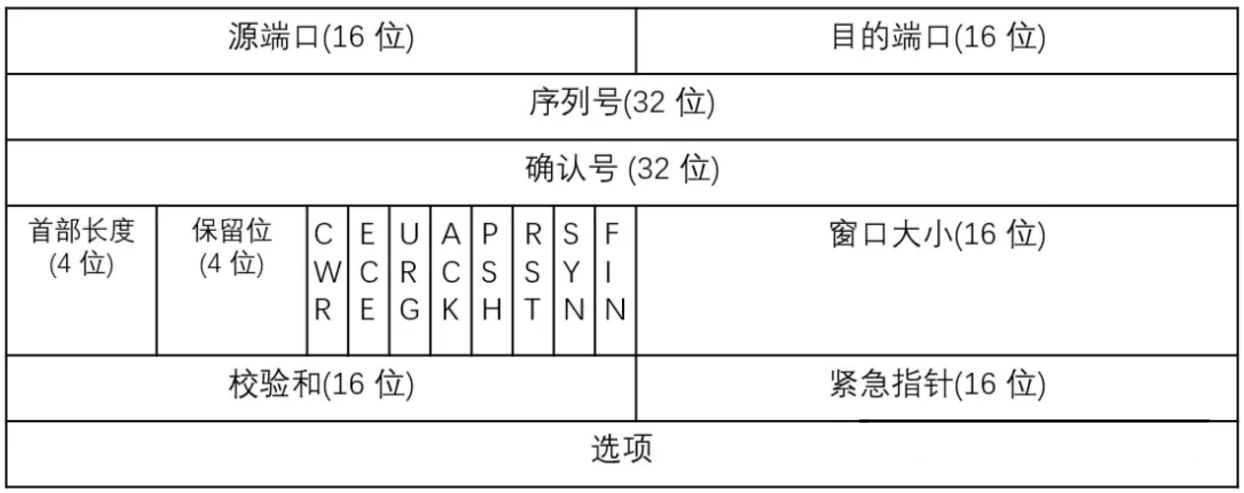 源端口(16 位) 目的端口(16 位)
序列号(32 位)
确认号 (32 位)
首部长度
(4 位)
保留位
(4 位)
CWR
ECE
URG
ACK
PSH
RST
SYN
FIN
窗口大小(16 位)
校验和(16 位) 紧急指针(16 位)
选项